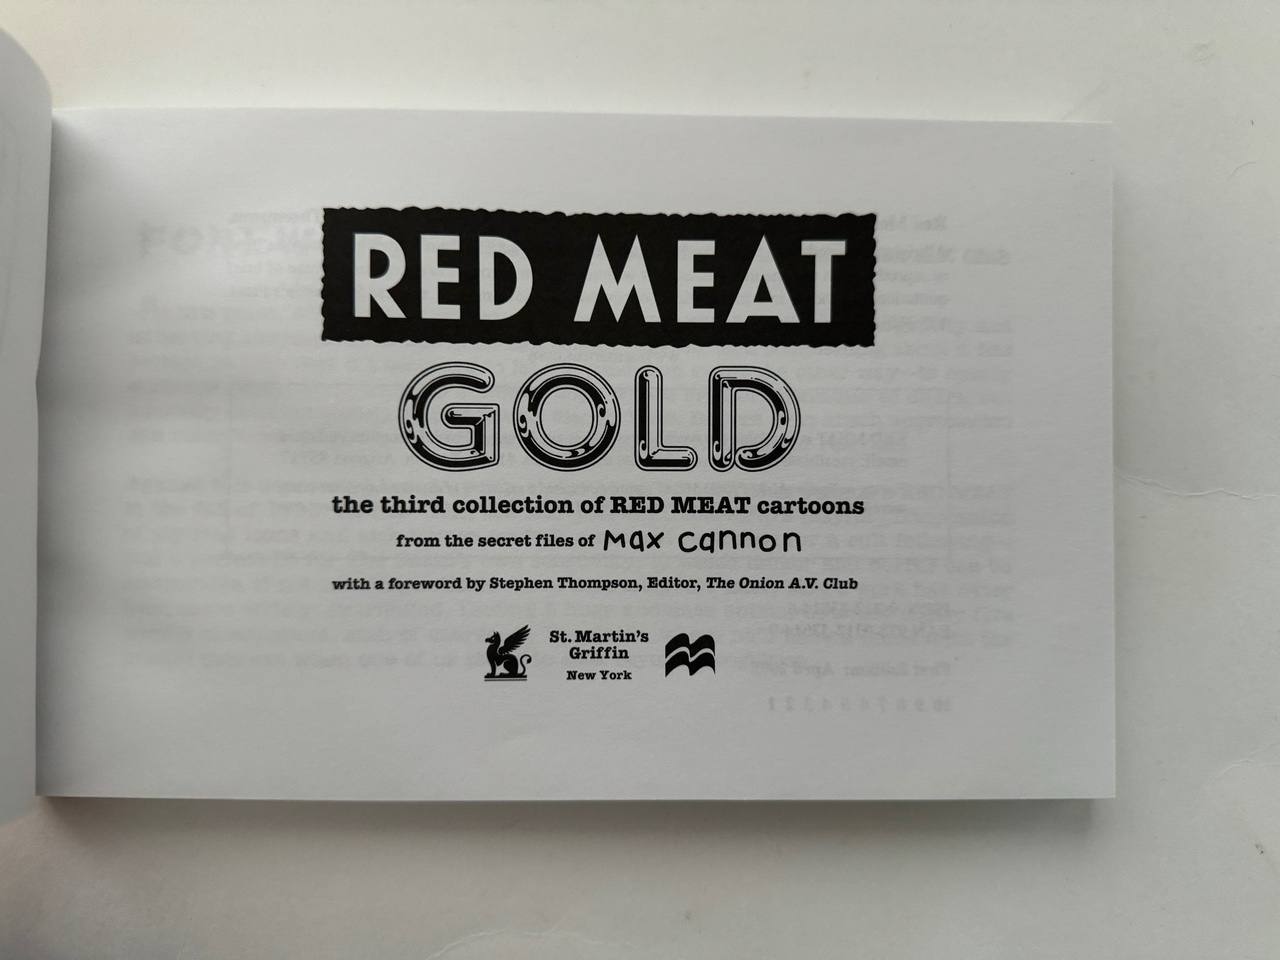 RED MEAT
GOLD
the third collection of RED MEAT cartoons
from the secret files of max cannon
with a foreword by Stephen Thompson, Editor, The Onion A.V. Club
St. Martin's
Griffin
New York